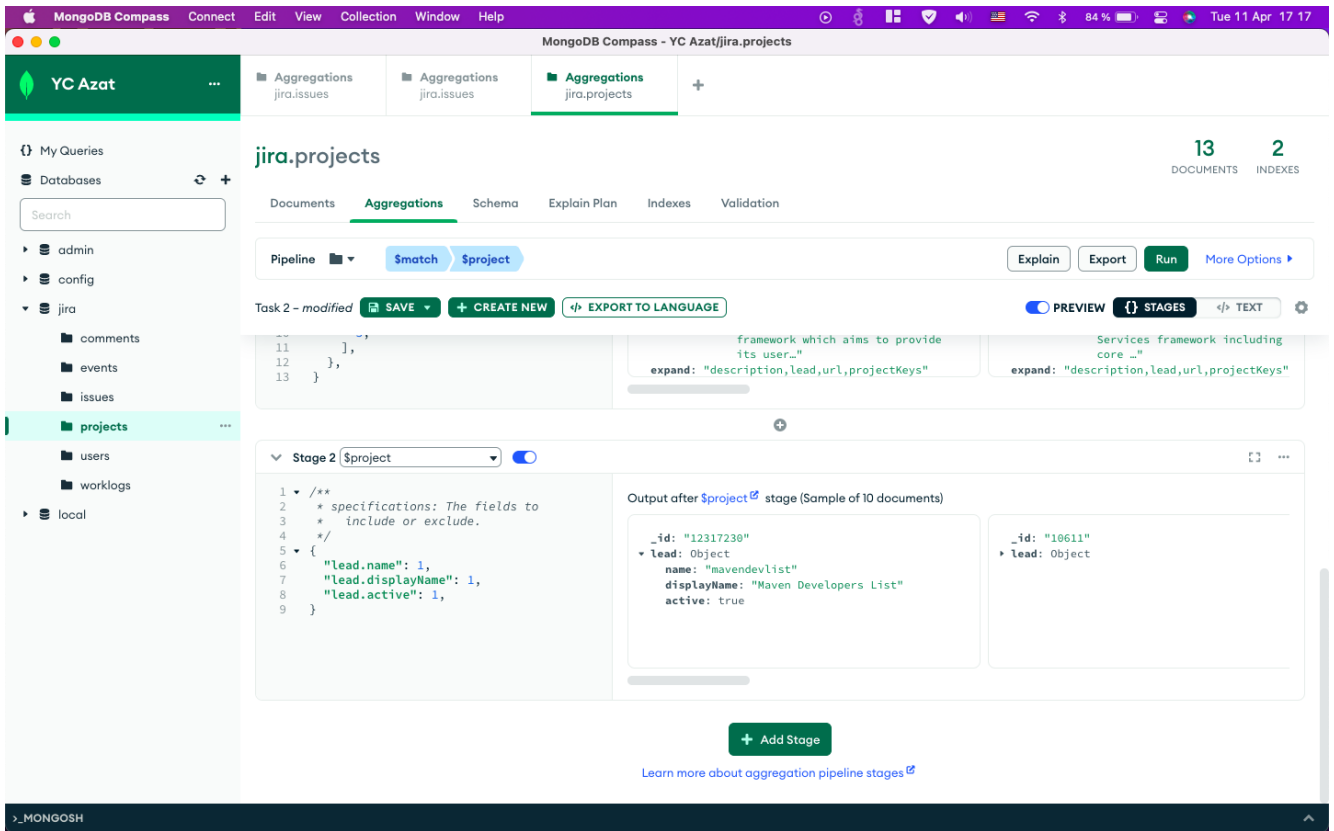 MongoDB Compass Connect Edit View Collection Window Help 84 % Tue 11 Apr 17 17
MongoDB Compass - YC Azat/jira.projects
YC Azat ...
Aggregations
jira.issues
Aggregations
jira.issues
Aggregations
jira.projects
+
{} My Queries
Databases
Search
admin
config
jira
comments
events
issues
projects ...
users
worklogs
local
jira.projects
13
DOCUMENTS
2
INDEXES
Documents Aggregations Schema Explain Plan Indexes Validation
Pipeline $match $project Explain Export Run More Options
Task 2 – modified SAVE + CREATE NEW </> EXPORT TO LANGUAGE PREVIEW {} STAGES </> TEXT
11 ],
12 },
13 }
framework which aims to provide
its user…"
expand: "description,lead,url,projectKeys"
Services framework including
core …"
expand: "description,lead,url,projectKeys"
Stage 2 $project ...
1 /**
2 * specifications: The fields to
3 * include or exclude.
4 */
5 {
6 "lead.name": 1,
7 "lead.displayName": 1,
8 "lead.active": 1,
9 }
Output after $project stage (Sample of 10 documents)
_id: "12317230"
lead: Object
name: "mavendevlist"
displayName: "Maven Developers List"
active: true
_id: "10611"
lead: Object
+ Add Stage
Learn more about aggregation pipeline stages
>_MONGOSH